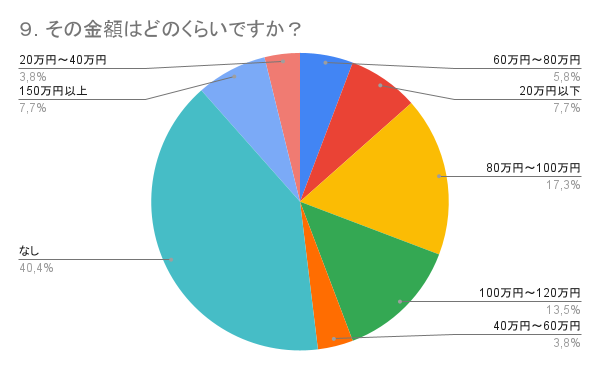 ９. その金額はどのくらいですか？
20万円～40万円
3,8%
150万円以上
7,7%
なし
40,4%
60万円～80万円
5,8%
20万円以下
7,7%
80万円～100万円
17,3%
100万円～120万円
13,5%
40万円～60万円
3,8%